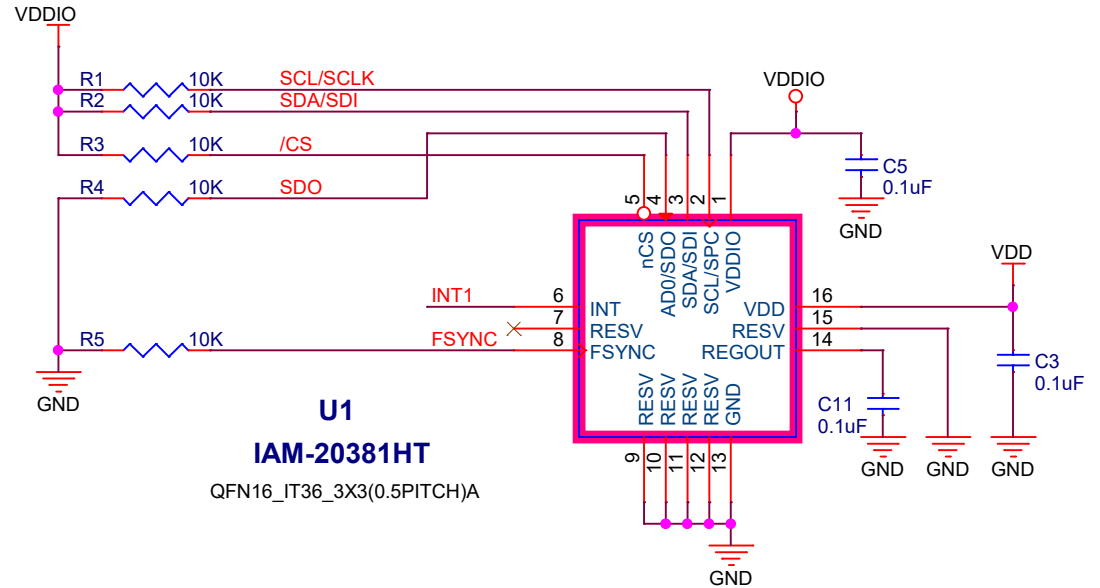 VDDIO
R1 10K SCL/SCLK
R2 10K SDA/SDI
R3 10K /CS
R4 10K SDO
VDDIO
C5
0.1uF
GND
5 4 3 2 1
nCS AD0/SDO SDA/SDI SCL/SPC VDDIO
VDD
INT1 6 INT
7 RESV
R5 10K FSYNC 8 FSYNC
VDD 16
RESV 15
REGOUT 14
C3
0.1uF
C11
0.1uF
GND
RESV RESV RESV RESV GND
9 10 11 12 13
GND GND GND
U1
IAM-20381HT
QFN16_IT36_3X3(0.5PITCH)A
GND